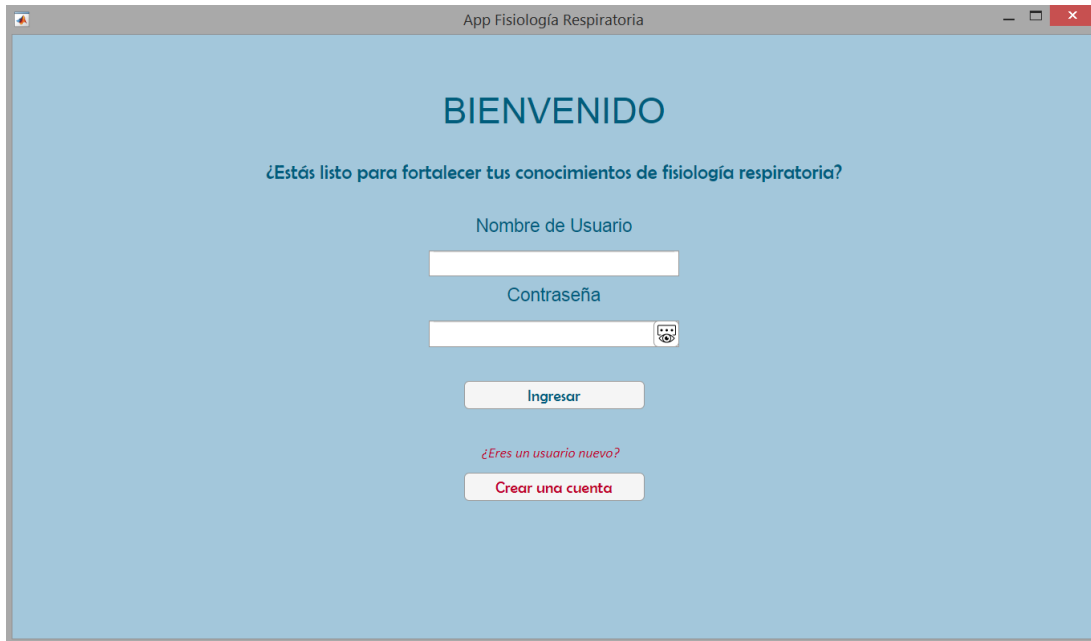 App Fisiología Respiratoria
BIENVENIDO
¿Estás listo para fortalecer tus conocimientos de fisiología respiratoria?
Nombre de Usuario
Contraseña
Ingresar
¿Eres un usuario nuevo?
Crear una cuenta